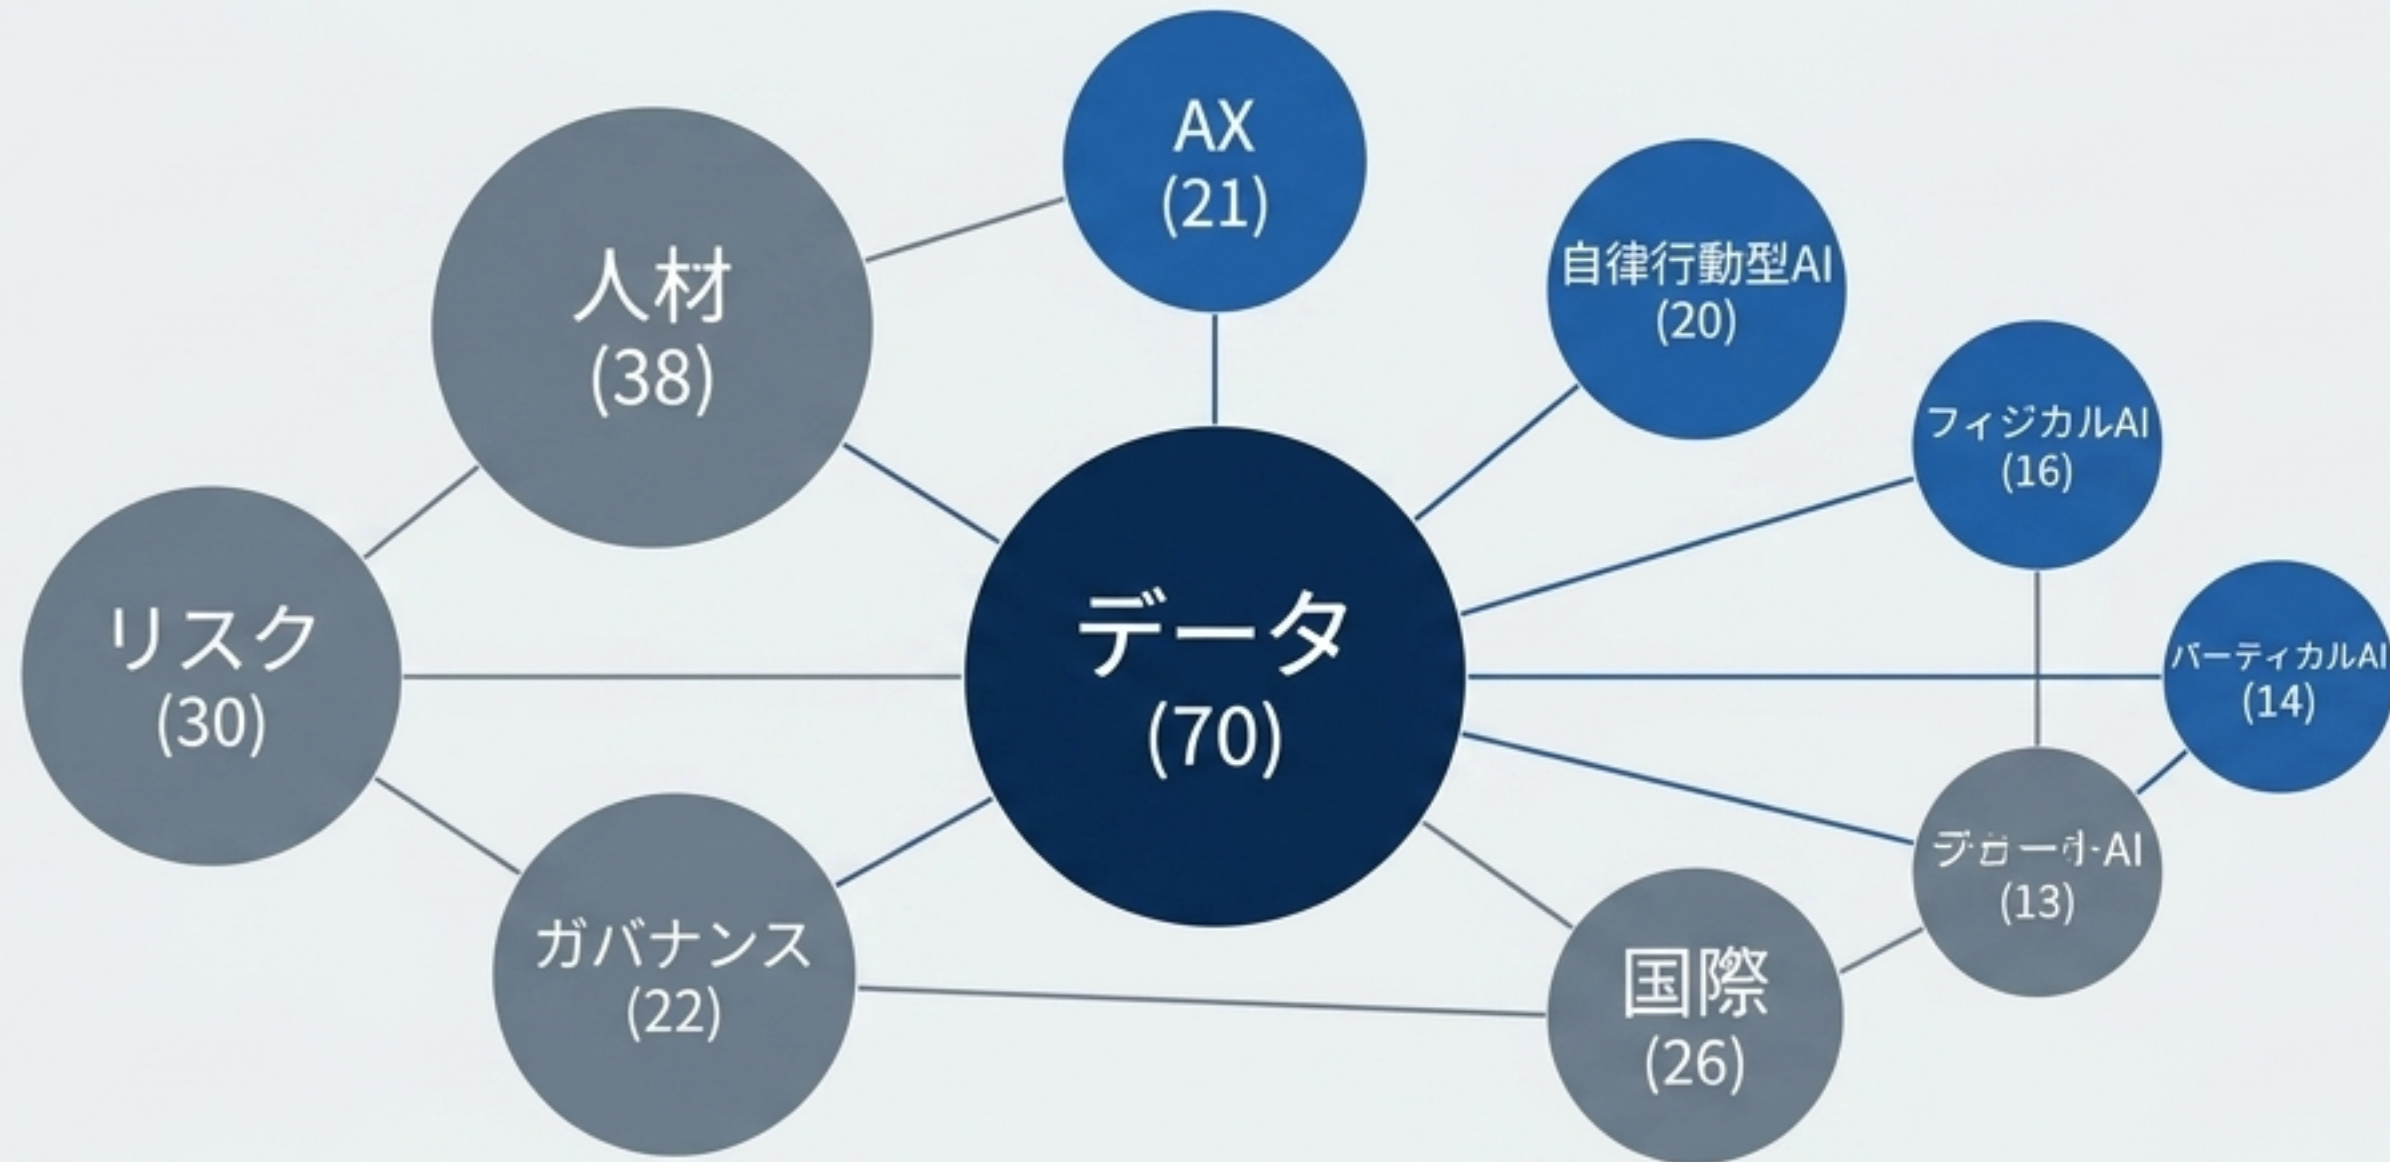 AX
(21)
人材
(38)
自律行動型AI
(20)
フィジカルAI
(16)
リスク
(30)
データ
(70)
バーティカルAI
(14)
AI
(13)
ガバナンス
(22)
国際
(26)